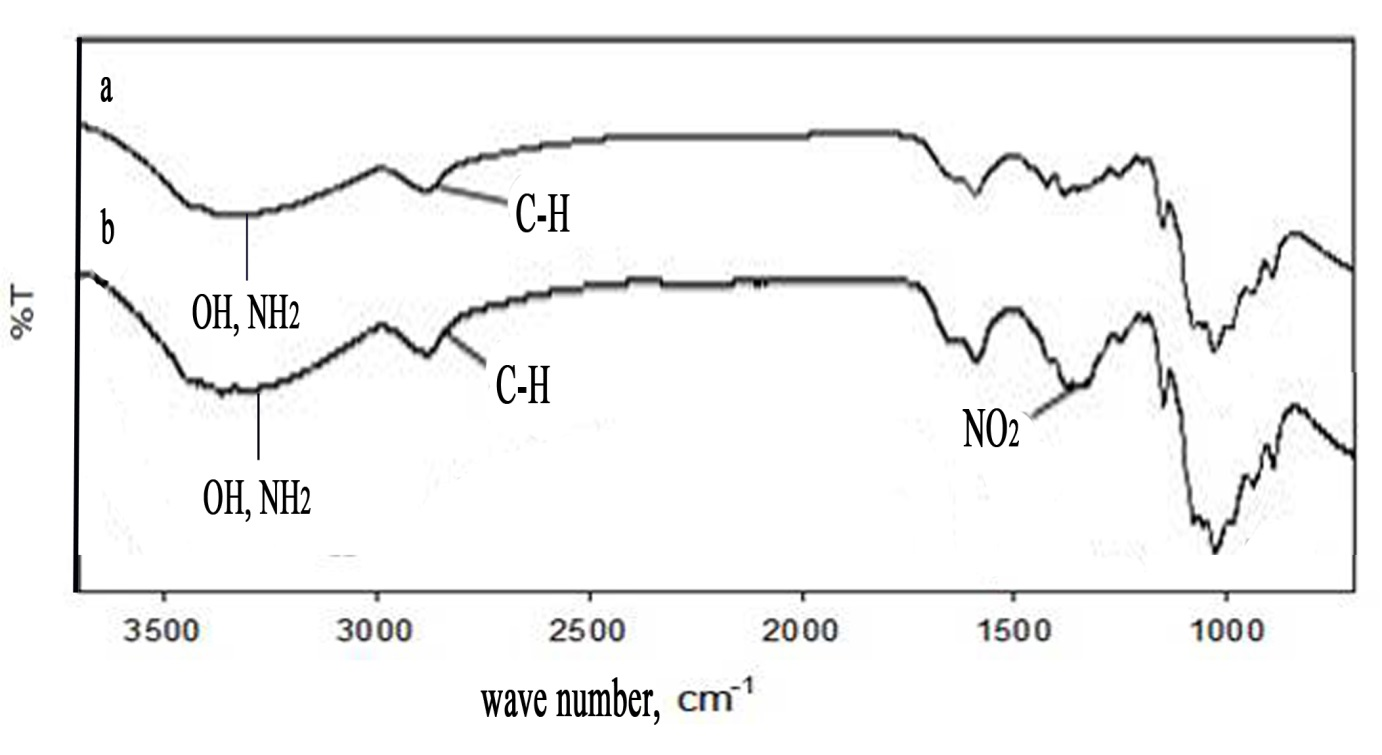 a
C-H
b
OH, NH2
%T
C-H
NO2
OH, NH2
3500 3000 2500 2000 1500 1000
wave number, cm-1